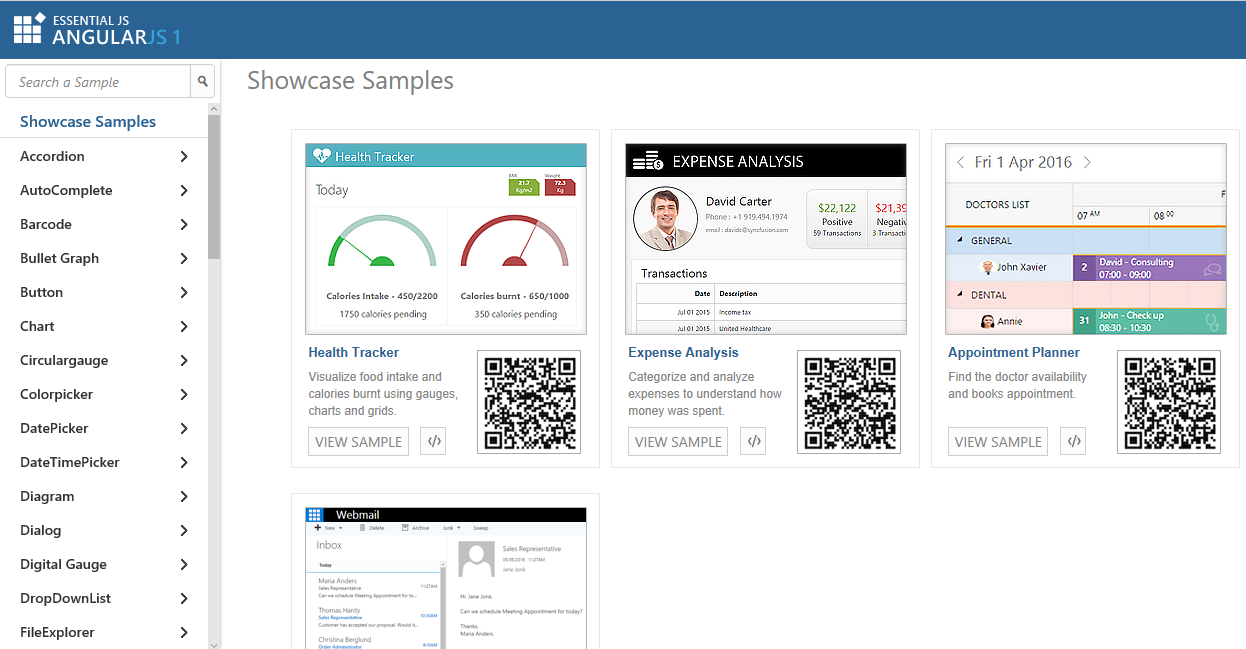 ESSENTIAL JS
ANGULARJS 1
Search a Sample
Showcase Samples
Accordion
AutoComplete
Barcode
Bullet Graph
Button
Chart
Circulargauge
Colorpicker
DatePicker
DateTimePicker
Diagram
Dialog
Digital Gauge
DropDownList
FileExplorer
Showcase Samples
Health Tracker
Today
BMI
21.7
Kg/m2
Weight
72.3
Kg
Calories Intake - 450/2200
1750 calories pending
Calories burnt - 650/1000
350 calories pending
Health Tracker
Visualize food intake and
calories burnt using gauges,
charts and grids.
VIEW SAMPLE
</>
EXPENSE ANALYSIS
David Carter
Phone : +1 919.494.1974
email : davidc@syncfusion.com
$22,122
Positive
59 Transactions
$21,39
Negativ
3 Transacti
Transactions
Date Description
Jul 01 2015 Income tax
Jul 01 2015 United Healthcare
Expense Analysis
Categorize and analyze
expenses to understand how
money was spent.
VIEW SAMPLE
</>
Fri 1 Apr 2016
F
DOCTORS LIST
07 AM 08 00
GENERAL
John Xavier
2 David - Consulting
07:00 - 09:00
DENTAL
Annie
31 John - Check up
08:30 - 10:30
Appointment Planner
Find the doctor availability
and books appointment.
VIEW SAMPLE
</>
Webmail
New Delete Archive Junk Sweep
Inbox
Today
Maria Anders
Sales Representative 11:27AM
Can we schedule Meeting Appointment for to...
Thomas Hardy
Sales Representative 10:30AM
Customer has accepted our proposal. Would it...
Christina Berglund
Order Administrator 8:10AM
Sales Representative
05/05/2016 11:27AM
Jane Jonk
Hi Jane Jonk,
Can we schedule Meeting Appointment for today?
Thanks,
Maria Anders.